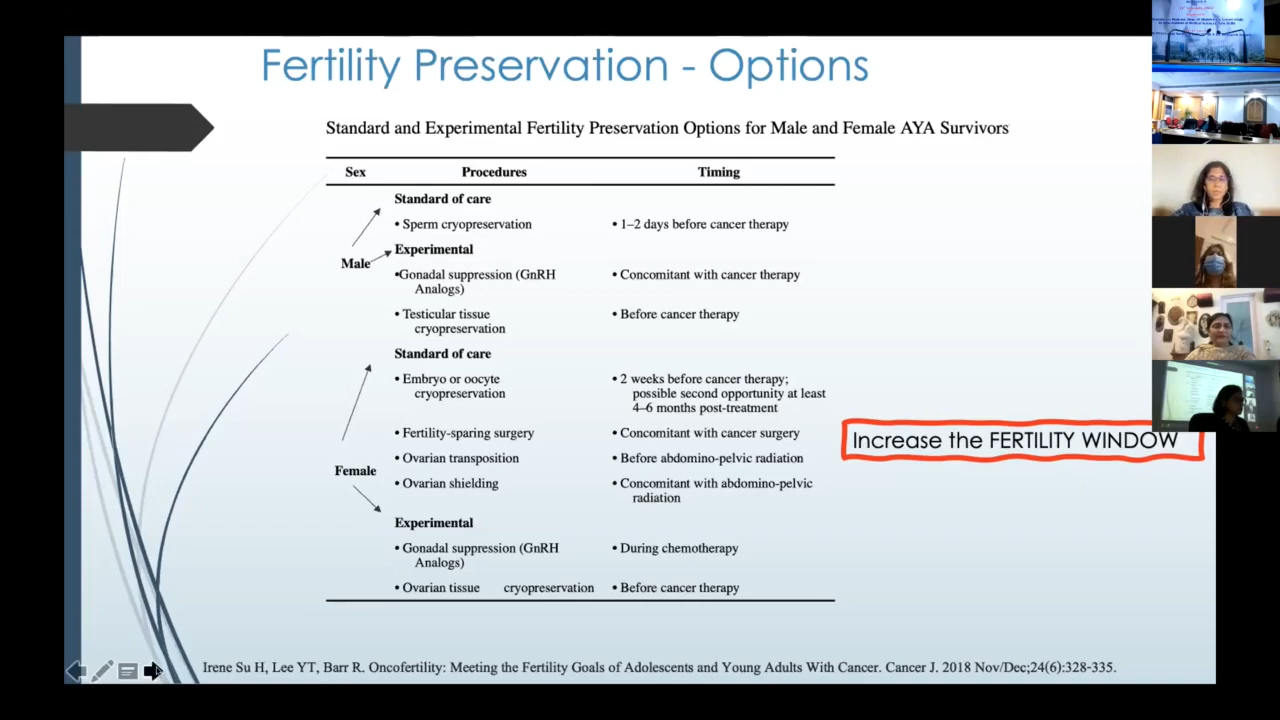 Fertility Preservation - Options
Standard and Experimental Fertility Preservation Options for Male and Female AYA Survivors
Sex Procedures Timing
Standard of care
• Sperm cryopreservation • 1–2 days before cancer therapy
Experimental
Male
•Gonadal suppression (GnRH • Concomitant with cancer therapy
Analogs)
• Testicular tissue • Before cancer therapy
cryopreservation
Standard of care
• Embryo or oocyte • 2 weeks before cancer therapy;
cryopreservation possible second opportunity at least
4–6 months post-treatment
• Fertility-sparing surgery • Concomitant with cancer surgery
Increase the FERTILITY WINDOW
• Ovarian transposition • Before abdomino-pelvic radiation
Female
• Ovarian shielding • Concomitant with abdomino-pelvic
radiation
Experimental
• Gonadal suppression (GnRH • During chemotherapy
Analogs)
• Ovarian tissue cryopreservation • Before cancer therapy
Irene Su H, Lee YT, Barr R. Oncofertility: Meeting the Fertility Goals of Adolescents and Young Adults With Cancer. Cancer J. 2018 Nov/Dec;24(6):328-335.